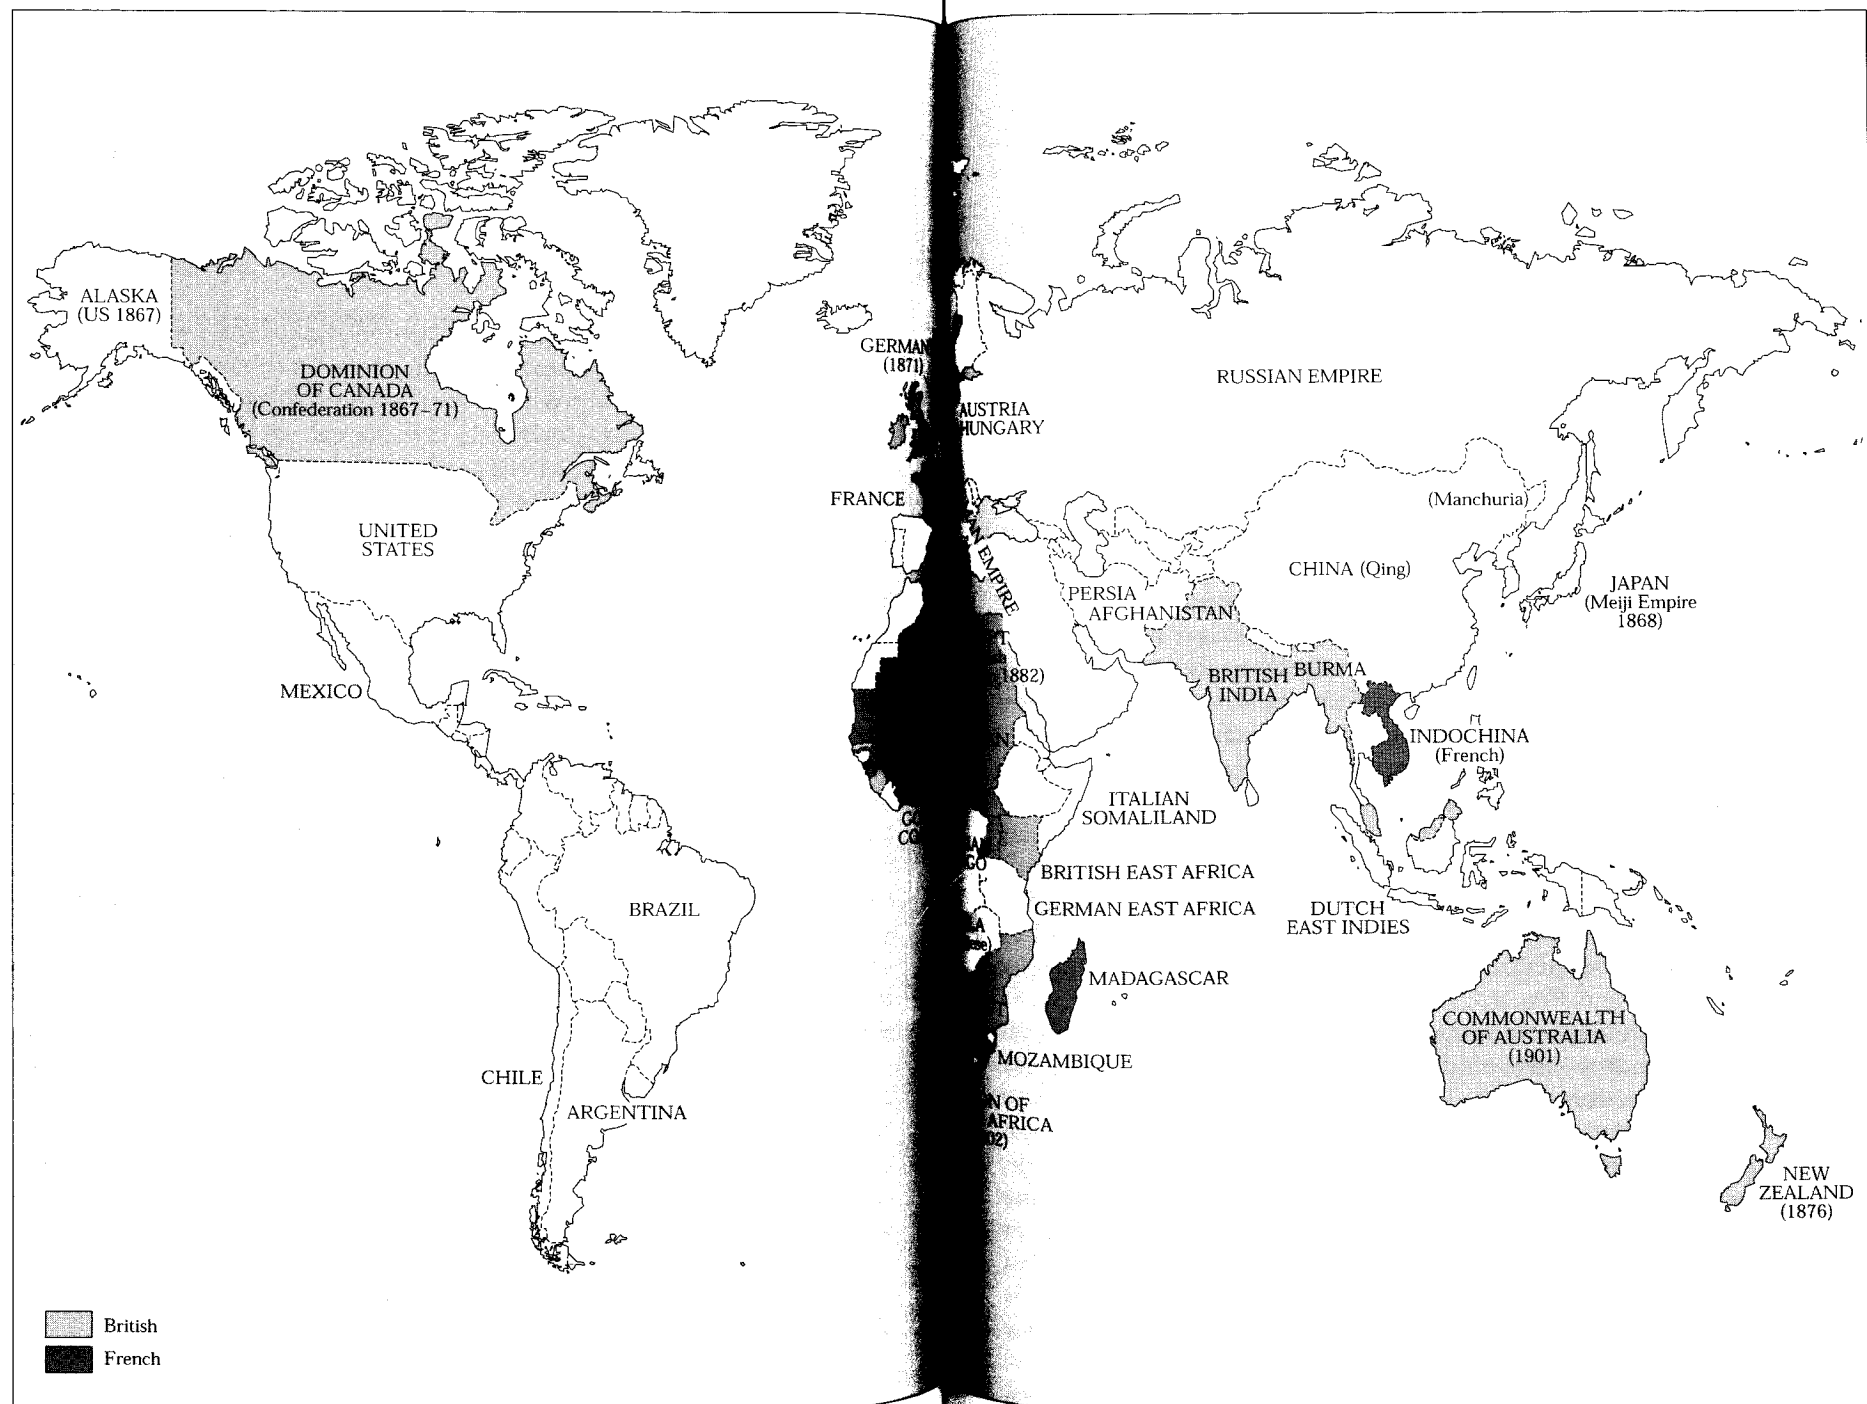 ALASKA
(US 1867)
DOMINION
OF CANADA
(Confederation 1867–71)
UNITED
STATES
MEXICO
BRAZIL
CHILE
ARGENTINA
British
French
GERMAN
(1871)
AUSTRIA
HUNGARY
FRANCE
EMPIRE
1882)
ITALIAN
SOMALILAND
BRITISH EAST AFRICA
GERMAN EAST AFRICA
MADAGASCAR
MOZAMBIQUE
N OF
AFRICA
02)
RUSSIAN EMPIRE
(Manchuria)
CHINA (Qing)
JAPAN
(Meiji Empire
1868)
PERSIA
AFGHANISTAN
BRITISH
INDIA
BURMA
INDOCHINA
(French)
DUTCH
EAST INDIES
COMMONWEALTH
OF AUSTRALIA
(1901)
NEW
ZEALAND
(1876)